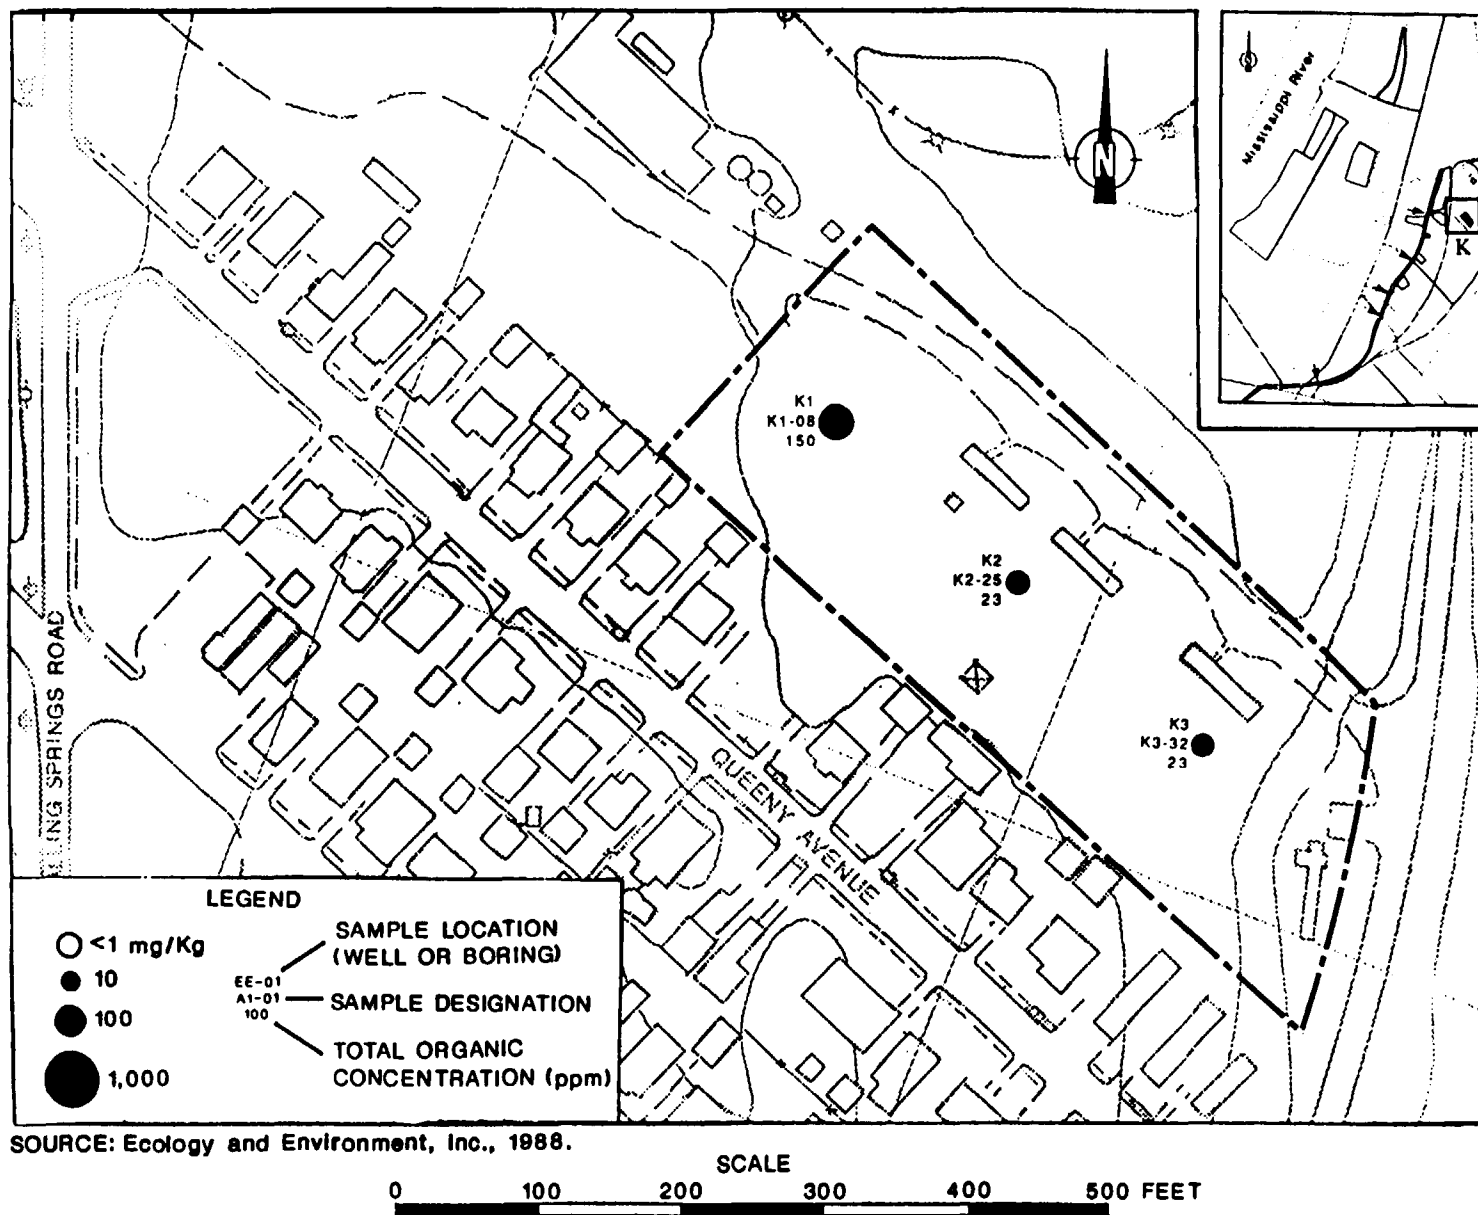 Mississippi River
K
N
K1
K1-08
150
K2
K2-25
23
K3
K3-32
23
SPRINGS ROAD
QUEENY AVENUE
LEGEND
<1 mg/Kg
10
100
1,000
EE-01
A1-01
100
SAMPLE LOCATION
(WELL OR BORING)
SAMPLE DESIGNATION
TOTAL ORGANIC
CONCENTRATION (ppm)
SOURCE: Ecology and Environment, Inc., 1988.
SCALE
0 100 200 300 400 500 FEET